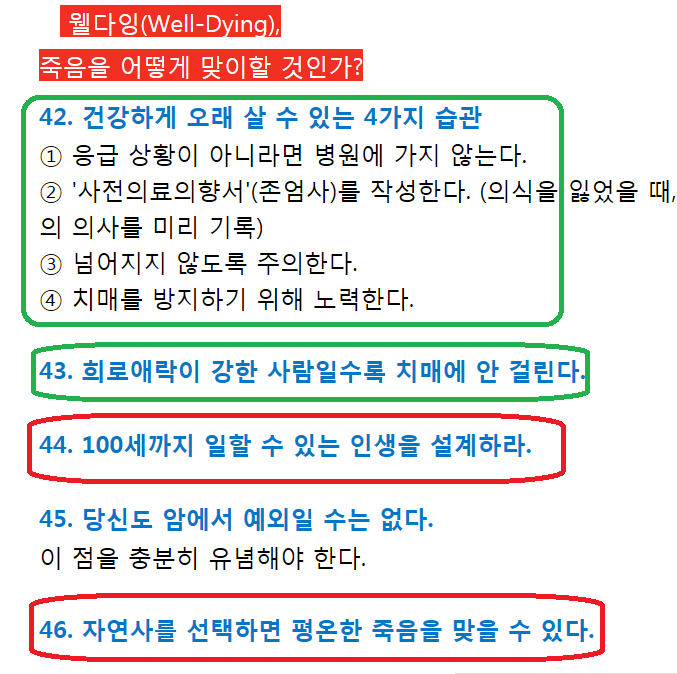 웰다잉(Well-Dying),
죽음을 어떻게 맞이할 것인가?
42. 건강하게 오래 살 수 있는 4가지 습관
① 응급 상황이 아니라면 병원에 가지 않는다.
② '사전의료의향서'(존엄사)를 작성한다. (의식을 잃었을 때,
의 의사를 미리 기록)
③ 넘어지지 않도록 주의한다.
④ 치매를 방지하기 위해 노력한다.
43. 희로애락이 강한 사람일수록 치매에 안 걸린다.
44. 100세까지 일할 수 있는 인생을 설계하라.
45. 당신도 암에서 예외일 수는 없다.
이 점을 충분히 유념해야 한다.
46. 자연사를 선택하면 평온한 죽음을 맞을 수 있다.